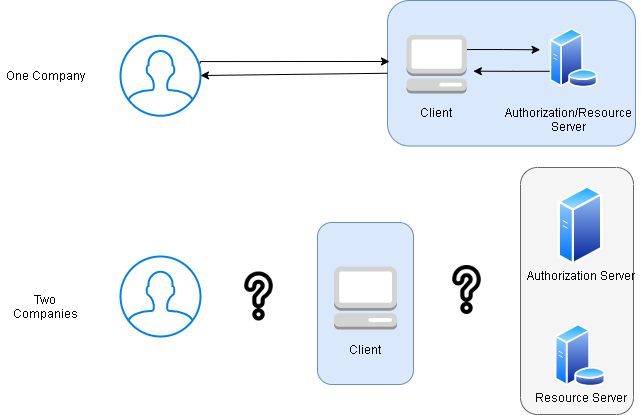 One Company
Client
Authorization/Resource
Server
Authorization Server
Two
Companies
?
?
Client
Resource Server